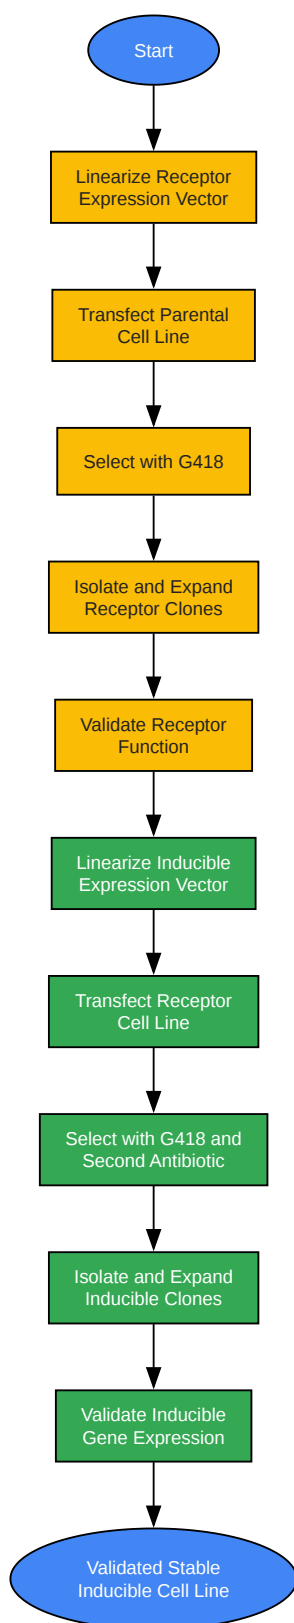 Start
Linearize Receptor
Expression Vector
Transfect Parental
Cell Line
Select with G418
Isolate and Expand
Receptor Clones
Validate Receptor
Function
Linearize Inducible
Expression Vector
Transfect Receptor
Cell Line
Select with G418 and
Second Antibiotic
Isolate and Expand
Inducible Clones
Validate Inducible
Gene Expression
Validated Stable
Inducible Cell Line